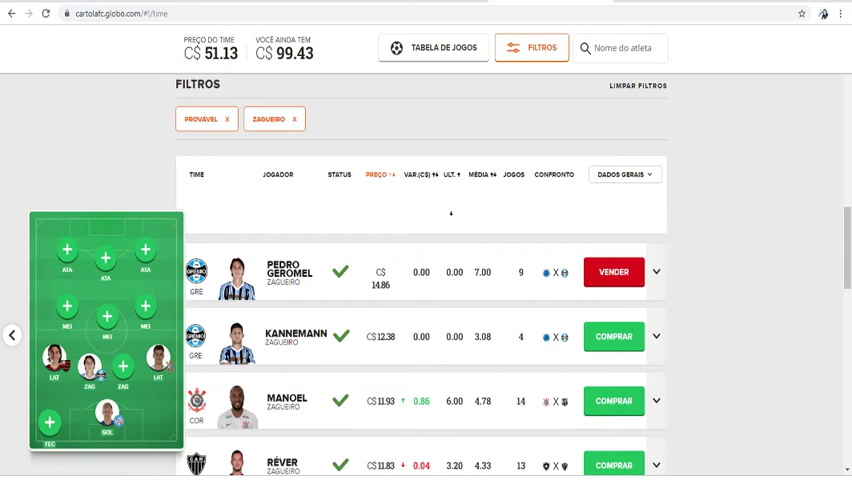 cartolafc.globo.com/#!/time
PREÇO DO TIME
C$ 51.13
VOCÊ AINDA TEM
C$ 99.43
TABELA DE JOGOS
FILTROS
Nome do atleta
FILTROS
LIMPAR FILTROS
PROVÁVEL X
ZAGUEIRO X
TIME JOGADOR STATUS PREÇO VAR.(C$) ULT. MÉDIA JOGOS CONFRONTO DADOS GERAIS
GRE
PEDRO
GEROMEL
ZAGUEIRO
C$
14.86
0.00 0.00 7.00 9 X VENDER
GRE
KANNEMANN
ZAGUEIRO
C$12.38 0.00 0.00 3.08 4 X COMPRAR
COR
MANOEL
ZAGUEIRO
C$11.93 0.86 6.00 4.78 14 X COMPRAR
RÉVER
ZAGUEIRO
C$11.83 0.04 3.20 4.33 13 X COMPRAR
ATA ATA ATA
MEI MEI MEI
LAT ZAG ZAG LAT
GOL
TEC